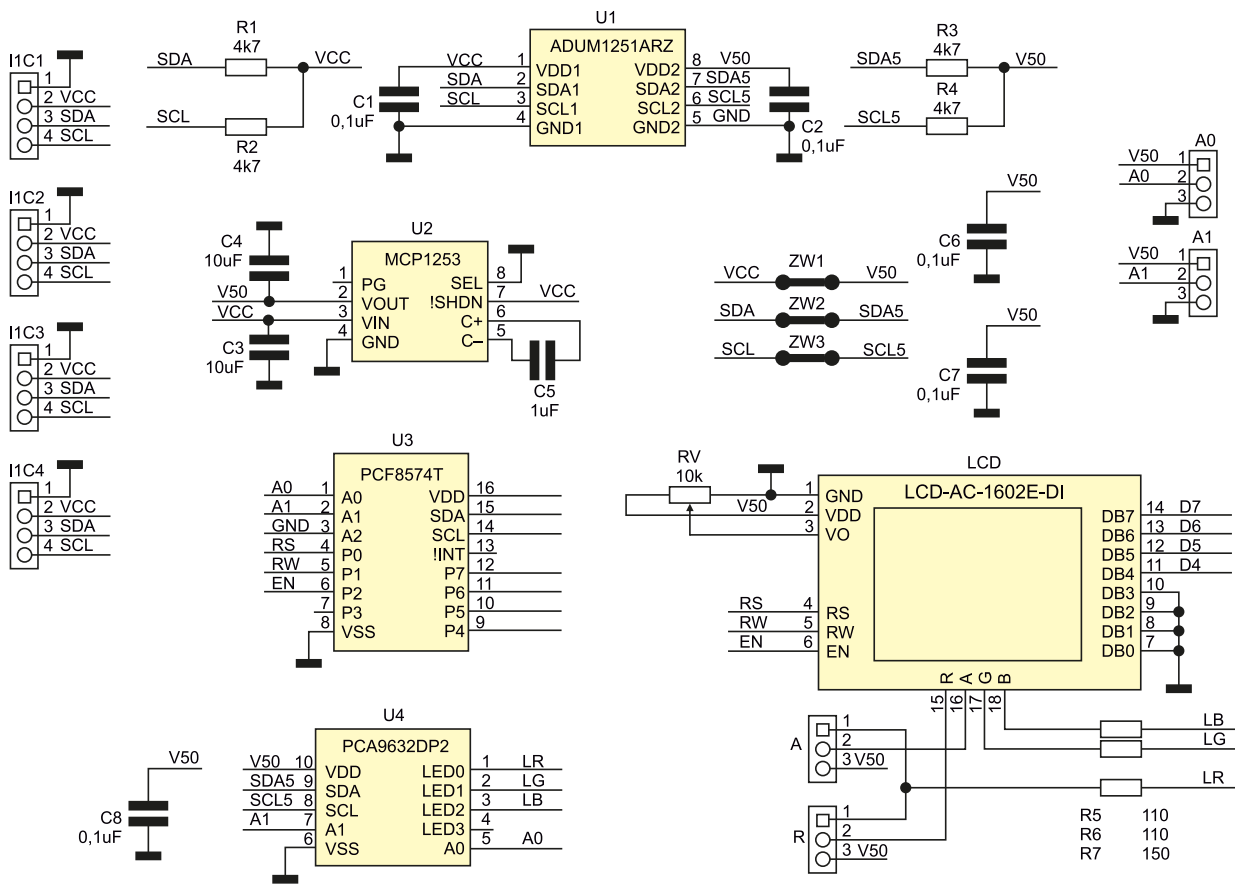 I1C1
1
2 VCC
3 SDA
4 SCL
I1C2
1
2 VCC
3 SDA
4 SCL
I1C3
1
2 VCC
3 SDA
4 SCL
I1C4
1
2 VCC
3 SDA
4 SCL
R1
4k7
SDA
VCC
SCL
R2
4k7
U1
ADUM1251ARZ
VCC 1 VDD1 VDD2 8 V50
SDA 2 SDA1 SDA2 7 SDA5
SCL 3 SCL1 SCL2 6 SCL5
4 GND1 GND2 5 GND
C1
0,1uF
C2
0,1uF
R3
4k7
SDA5
V50
R4
4k7
SCL5
A0
V50 1
A0 2
3
A1
V50 1
A1 2
3
U2
MCP1253
C4
10uF
1 PG SEL 8
V50 2 VOUT !SHDN 7 VCC
VCC 3 VIN C+ 6
4 GND C– 5
C3
10uF
C5
1uF
ZW1
VCC V50
ZW2
SDA SDA5
ZW3
SCL SCL5
V50
C6
0,1uF
V50
C7
0,1uF
U3
PCF8574T
A0 1 A0 VDD 16
A1 2 A1 SDA 15
GND 3 A2 SCL 14
RS 4 P0 !INT 13
RW 5 P1 P7 12
EN 6 P2 P6 11
7 P3 P5 10
8 VSS P4 9
LCD
LCD-AC-1602E-DI
RV
10k
1 GND
V50 2 VDD
3 VO
RS 4 RS
RW 5 RW
EN 6 EN
DB7 14 D7
DB6 13 D6
DB5 12 D5
DB4 11 D4
DB3 10
DB2 9
DB1 8
DB0 7
R A G B
15 16 17 18
A
1
2
3 V50
R
1
2
3 V50
LB
LG
LR
R5 110
R6 110
R7 150
U4
PCA9632DP2
V50 10 VDD LED0 1 LR
SDA5 9 SDA LED1 2 LG
SCL5 8 SCL LED2 3 LB
A1 7 A1 LED3 4
6 VSS A0 5 A0
V50
C8
0,1uF